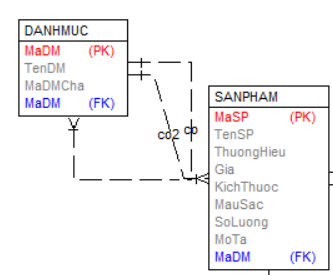 DANHMUC
MaDM (PK)
TenDM
MaDMCha
MaDM (FK)
co2 co
SANPHAM
MaSP (PK)
TenSP
ThuongHieu
Gia
KichThuoc
MauSac
SoLuong
MoTa
MaDM (FK)